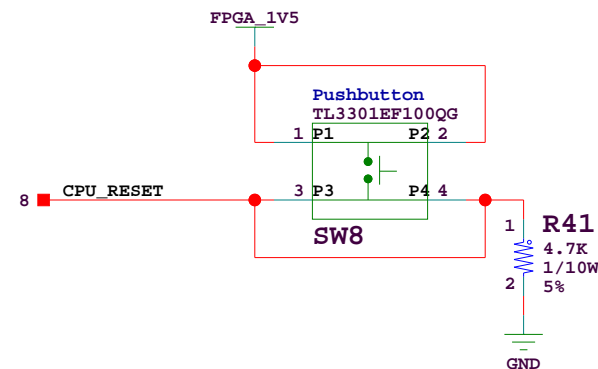 FPGA_1V5
Pushbutton
TL3301EF100QG
1 P1 P2 2
8 CPU_RESET 3 P3 P4 4
SW8
1 R41
4.7K
1/10W
2 5%
GND